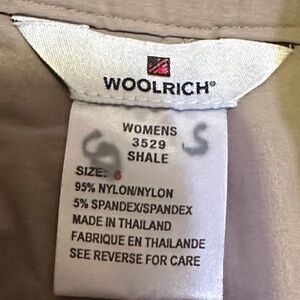 WOOLRICH®
WOMENS
3529
SHALE
SIZE: 6
95% NYLON/NYLON
5% SPANDEX/SPANDEX
MADE IN THAILAND
FABRIQUE EN THAILANDE
SEE REVERSE FOR CARE